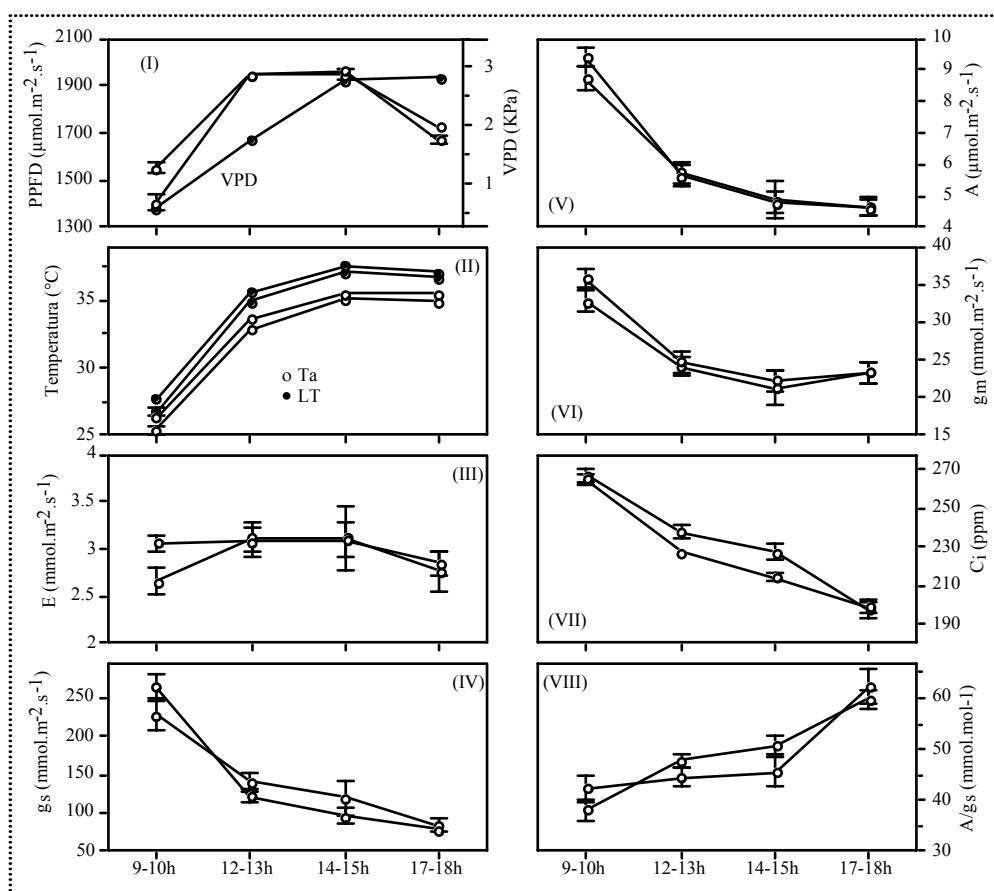 (I)
PPFD (µmol.m-2.s-1)
2100
1900
1700
1500
1300
VPD
VPD (KPa)
3
2
1
(II)
Temperatura (°C)
35
30
25
Ta
LT
(III)
E (mmol.m-2.s-1)
4
3.5
3
2.5
2
(IV)
gs (mmol.m-2.s-1)
250
200
150
100
50
9-10h 12-13h 14-15h 17-18h
(V)
A (µmol.m-2.s-1)
10
9
8
7
6
5
4
(VI)
gm (mmol.m-2.s-1)
40
35
30
25
20
15
(VII)
Ci (ppm)
270
250
230
210
190
(VIII)
A/gs (mmol.mol-1)
60
50
40
30
9-10h 12-13h 14-15h 17-18h